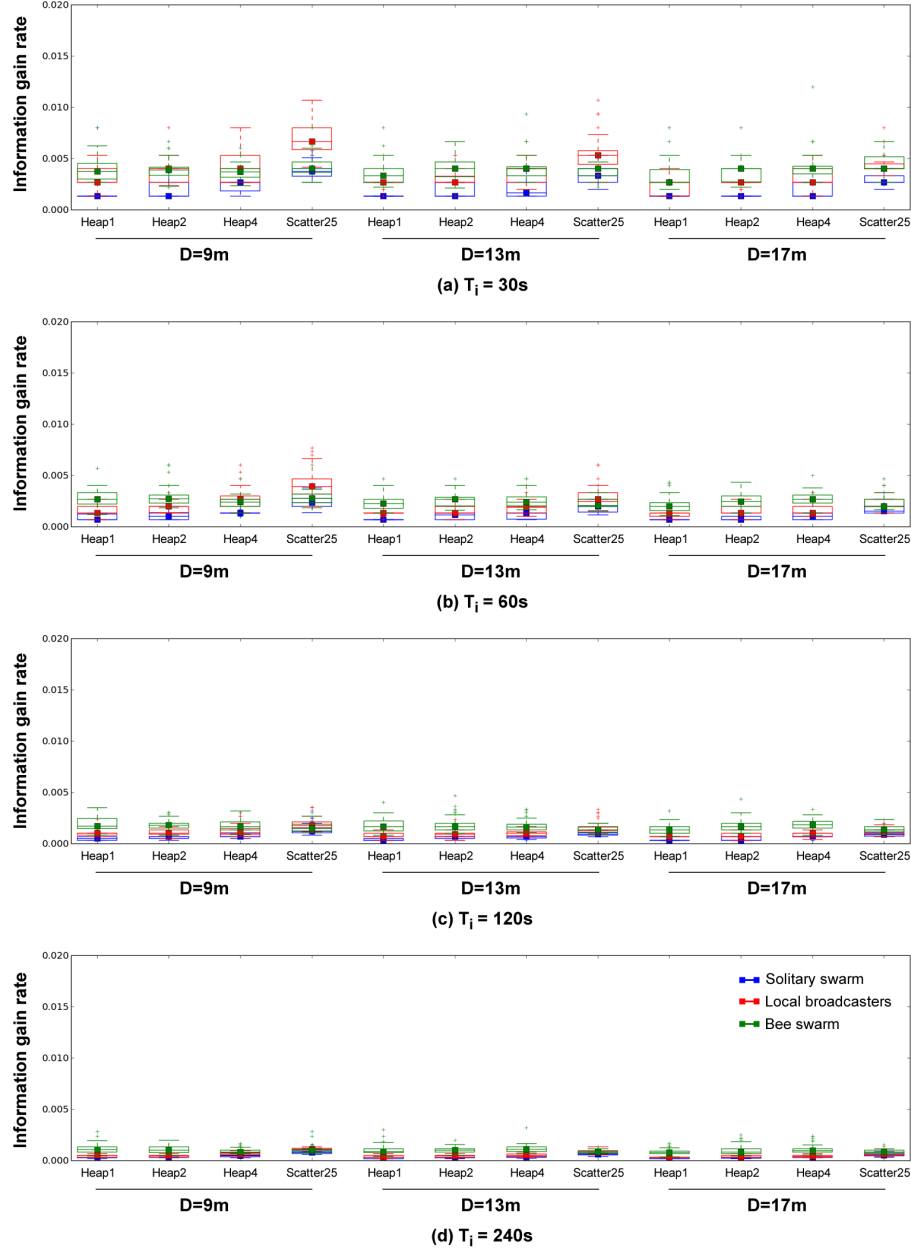 Information gain rate
0.020
0.015
0.010
0.005
0.000
Heap1 Heap2 Heap4 Scatter25 Heap1 Heap2 Heap4 Scatter25 Heap1 Heap2 Heap4 Scatter25
D=9m D=13m D=17m
(a) Ti = 30s
Information gain rate
0.020
0.015
0.010
0.005
0.000
Heap1 Heap2 Heap4 Scatter25 Heap1 Heap2 Heap4 Scatter25 Heap1 Heap2 Heap4 Scatter25
D=9m D=13m D=17m
(b) Ti = 60s
Information gain rate
0.020
0.015
0.010
0.005
0.000
Heap1 Heap2 Heap4 Scatter25 Heap1 Heap2 Heap4 Scatter25 Heap1 Heap2 Heap4 Scatter25
D=9m D=13m D=17m
(c) Ti = 120s
Information gain rate
0.020
0.015
0.010
0.005
0.000
Solitary swarm
Local broadcasters
Bee swarm
Heap1 Heap2 Heap4 Scatter25 Heap1 Heap2 Heap4 Scatter25 Heap1 Heap2 Heap4 Scatter25
D=9m D=13m D=17m
(d) Ti = 240s